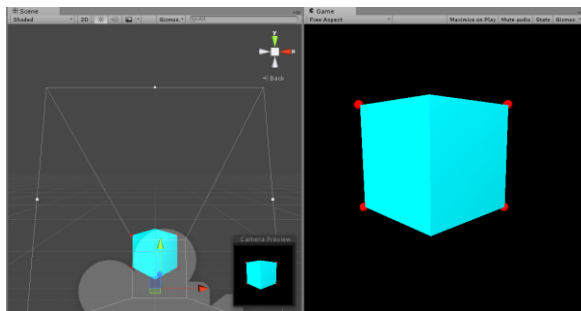 Scene
Shaded
2D
Gizmos
y
x
< Back
Camera Preview
Game
Free Aspect
Maximize on Play
Mute audio
Stats
Gizmos